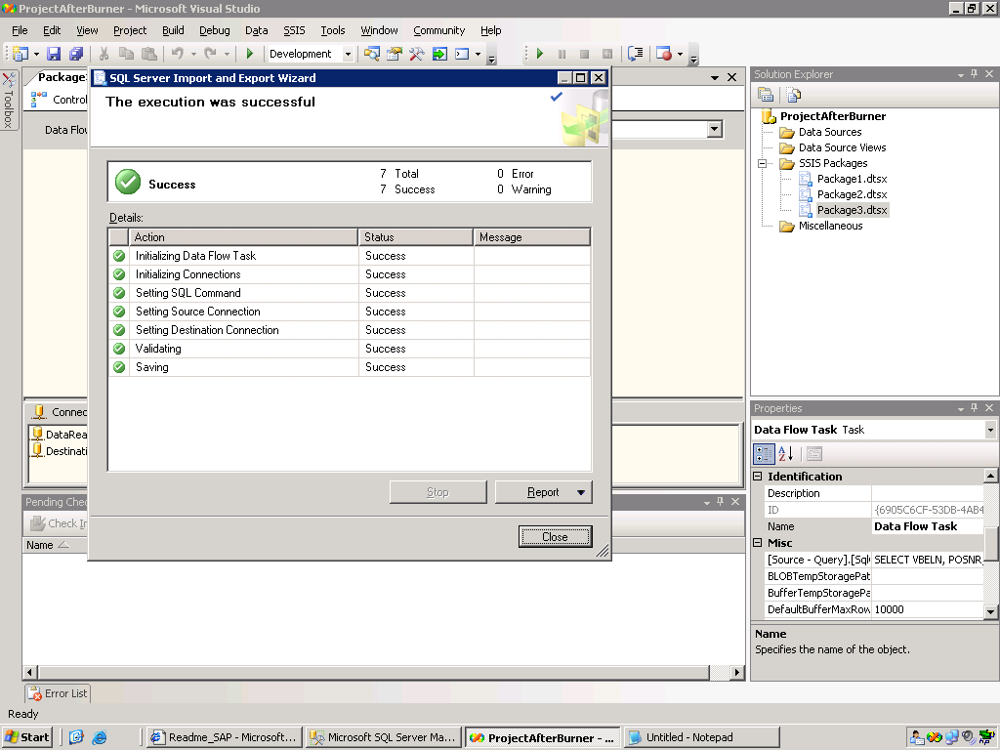 ProjectAfterBurner - Microsoft Visual Studio
File Edit View Project Build Debug Data SSIS Tools Window Community Help
Development
Toolbox
Package
Control
Data Flo
SQL Server Import and Export Wizard
The execution was successful
Success
7 Total 0 Error
7 Success 0 Warning
Details:
Action Status Message
Initializing Data Flow Task Success
Initializing Connections Success
Setting SQL Command Success
Setting Source Connection Success
Setting Destination Connection Success
Validating Success
Saving Success
Stop Report
Close
Connec
DataRea
Destinati
Pending Chec
Check In
Name
Error List
Solution Explorer
ProjectAfterBurner
Data Sources
Data Source Views
SSIS Packages
Package1.dtsx
Package2.dtsx
Package3.dtsx
Miscellaneous
Properties
Data Flow Task Task
Identification
Description
ID {6905C6CF-53DB-4AB4
Name Data Flow Task
Misc
[Source - Query].[Sql SELECT VBELN, POSNR
BLOBTempStoragePat
BufferTempStoragePa
DefaultBufferMaxRow 10000
Name
Specifies the name of the object.
Ready
Start Readme_SAP - Microsoft... Microsoft SQL Server Ma... ProjectAfterBurner - ... Untitled - Notepad